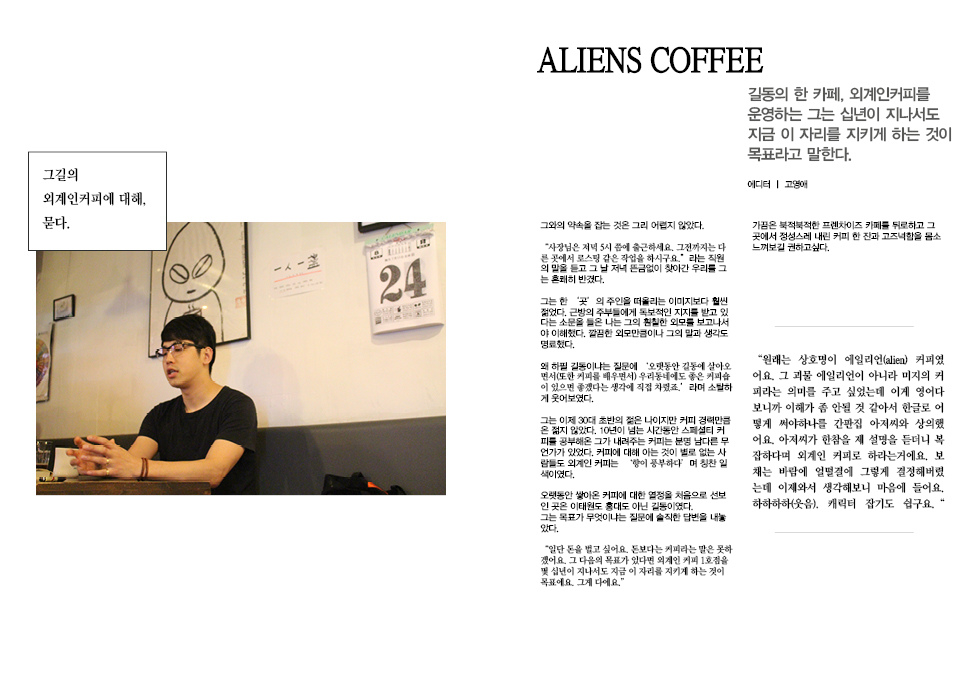 그길의
외계인커피에 대해,
묻다.
一人一盞
24
ALIENS COFFEE
길동의 한 카페, 외계인커피를
운영하는 그는 십년이 지나서도
지금 이 자리를 지키게 하는 것이
목표라고 말한다.
에디터 ㅣ 고영애
그와의 약속을 잡는 것은 그리 어렵지 않았다.
“사장님은 저녁 5시 쯤에 출근하세요. 그전까지는 다
른 곳에서 로스팅 같은 작업을 하시구요.” 라는 직원
의 말을 듣고 그 날 저녁 뜬금없이 찾아간 우리를 그
는 흔쾌히 반겼다.
그는 한 ‘곳’ 의 주인을 떠올리는 이미지보다 훨씬
젊었다. 근방의 주부들에게 독보적인 지지를 받고 있
다는 소문을 들은 나는 그의 훤칠한 외모를 보고나서
야 이해했다. 깔끔한 외모만큼이나 그의 말과 생각도
명료했다.
왜 하필 길동이냐는 질문에 ‘오랫동안 길동에 살아오
면서(또한 커피를 배우면서) 우리동네에도 좋은 커피숍
이 있으면 좋겠다는 생각에 직접 차렸죠.’ 라며 소탈하
게 웃어보였다.
그는 이제 30대 초반의 젊은 나이지만 커피 경력만큼
은 젊지 않았다. 10년이 넘는 시간동안 스페셜티 커
피를 공부해온 그가 내려주는 커피는 분명 남다른 무
언가가 있었다. 커피에 대해 아는 것이 별로 없는 사
람들도 외계인 커피는 ‘향이 풍부하다’ 며 칭찬 일
색이었다.
오랫동안 쌓아온 커피에 대한 열정을 처음으로 선보
인 곳은 이태원도 홍대도 아닌 길동이였다.
그는 목표가 무엇이냐는 질문에 솔직한 답변을 내놓
았다.
“일단 돈을 벌고 싶어요. 돈보다는 커피라는 말은 못하
겠어요. 그 다음의 목표가 있다면 외계인 커피 1호점을
몇 십년이 지나서도 지금 이 자리를 지키게 하는 것이
목표에요. 그게 다에요.”
가끔은 북적북적한 프렌차이즈 카페를 뒤로하고 그
곳에서 정성스레 내린 커피 한 잔과 고즈넉함을 몸소
느껴보길 권하고싶다.
“원래는 상호명이 에일리언(alien) 커피였
어요. 그 괴물 에일리언이 아니라 미지의 커
피라는 의미를 주고 싶었는데 이게 영어다
보니까 이해가 좀 안될 것 같아서 한글로 어
떻게 써야하나를 간판집 아저씨와 상의했
어요. 아저씨가 한참을 제 설명을 듣더니 복
잡하다며 외계인 커피로 하라는거에요. 보
채는 바람에 얼떨결에 그렇게 결정해버렸
는데 이제와서 생각해보니 마음에 들어요.
하하하하(웃음). 캐릭터 잡기도 쉽구요. “